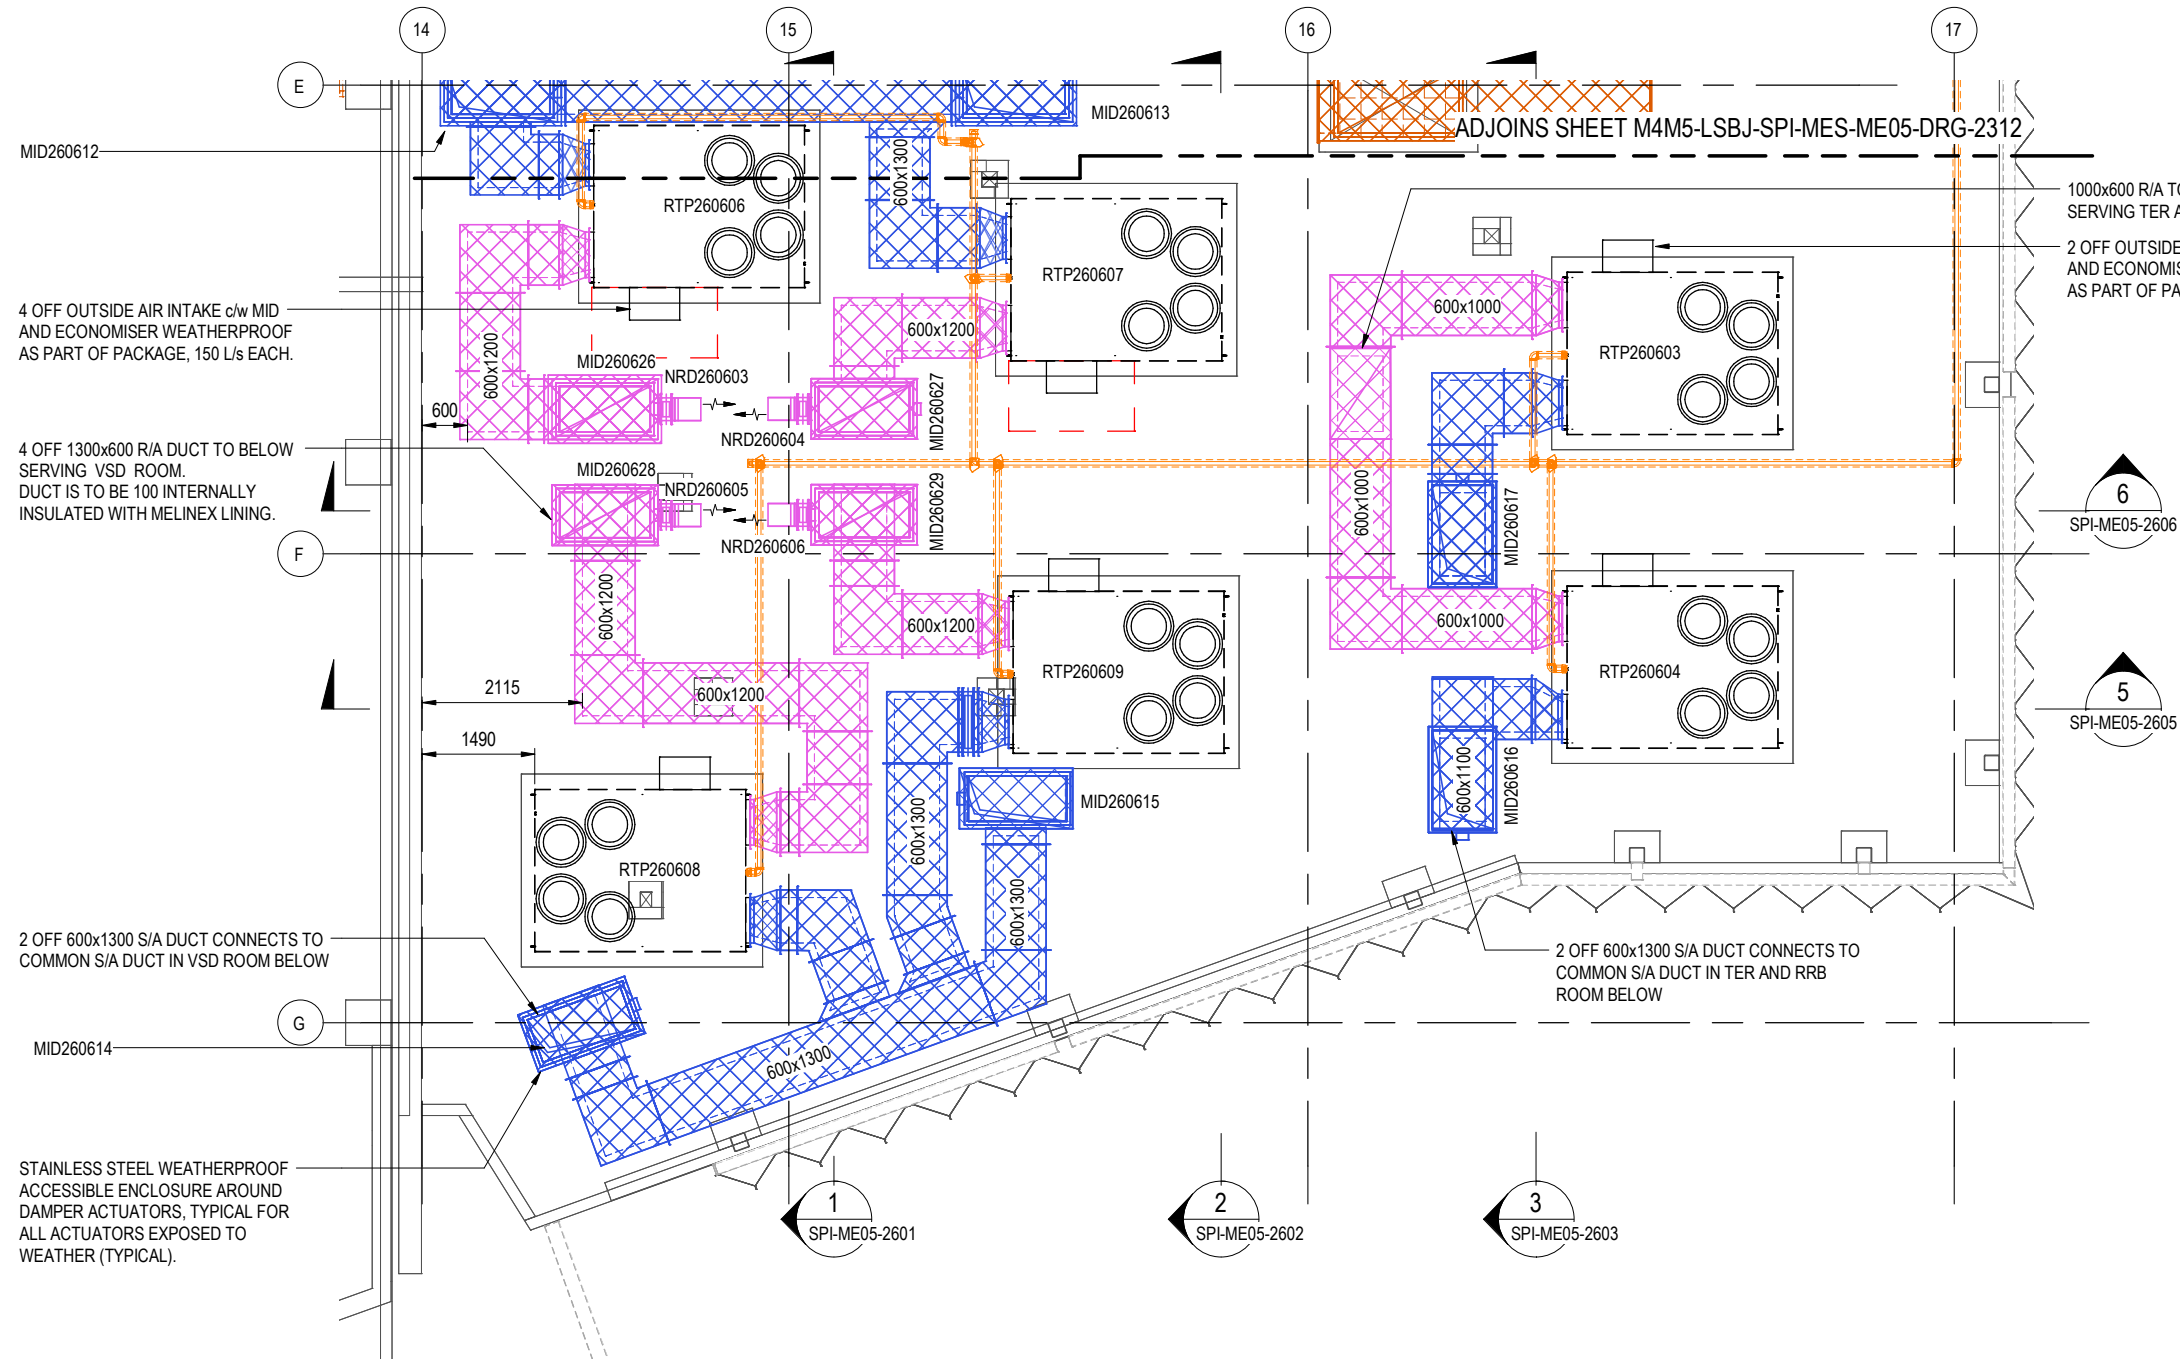 14
15
16
17
E
MID260612
MID260613
ADJOINS SHEET M4M5-LSBJ-SPI-MES-ME05-DRG-2312
600x1300
RTP260606
RTP260607
1000x600 R/A
SERVING TER
2 OFF OUTSIDE
AND
AS PART OF
4 OFF OUTSIDE AIR INTAKE c/w MID
AND ECONOMISER WEATHERPROOF
AS PART OF PACKAGE, 150 L/s EACH.
600x1200
600x1200
600x1000
RTP260603
MID260626
NRD260603
NRD260604
MID260627
600
4 OFF 1300x600 R/A DUCT TO BELOW
SERVING VSD ROOM.
DUCT IS TO BE 100 INTERNALLY
INSULATED WITH MELINEX LINING.
MID260628
NRD260605
NRD260606
MID260629
600x1000
MID260617
6
SPI-ME05-2606
F
600x1200
600x1200
600x1000
RTP260609
RTP260604
2115
600x1200
5
SPI-ME05-2605
1490
600x1100
MID260616
MID260615
600x1300
RTP260608
600x1300
2 OFF 600x1300 S/A DUCT CONNECTS TO
COMMON S/A DUCT IN VSD ROOM BELOW
2 OFF 600x1300 S/A DUCT CONNECTS TO
COMMON S/A DUCT IN TER AND RRB
ROOM BELOW
G
MID260614
600x1300
STAINLESS STEEL WEATHERPROOF
ACCESSIBLE ENCLOSURE AROUND
DAMPER ACTUATORS, TYPICAL FOR
ALL ACTUATORS EXPOSED TO
WEATHER (TYPICAL).
1
SPI-ME05-2601
2
SPI-ME05-2602
3
SPI-ME05-2603